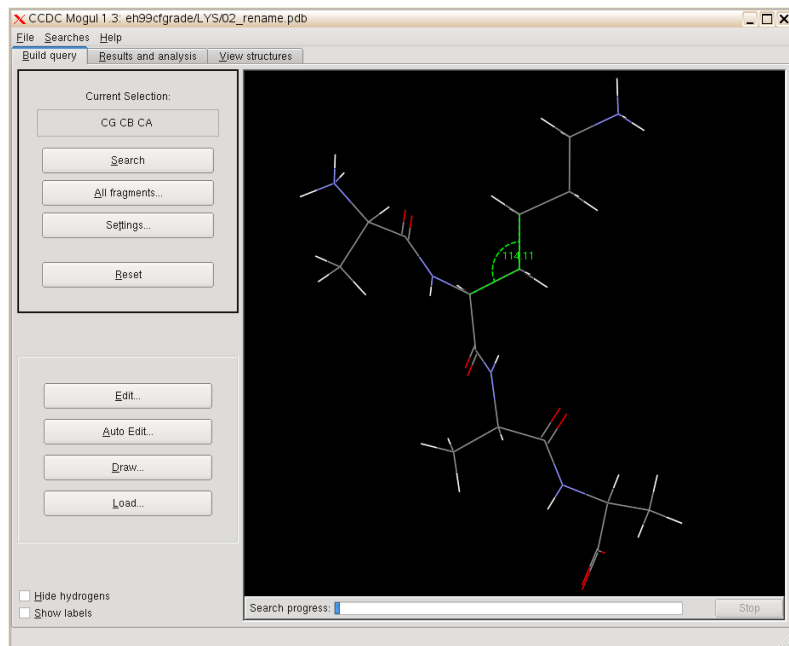 CCDC Mogul 1.3: eh99cfgrade/LYS/02_rename.pdb
File Searches Help
Build query Results and analysis View structures
Current Selection:
CG CB CA
Search
All fragments...
Settings...
Reset
114.11
Edit...
Auto Edit...
Draw...
Load...
Hide hydrogens
Show labels
Search progress:
Stop